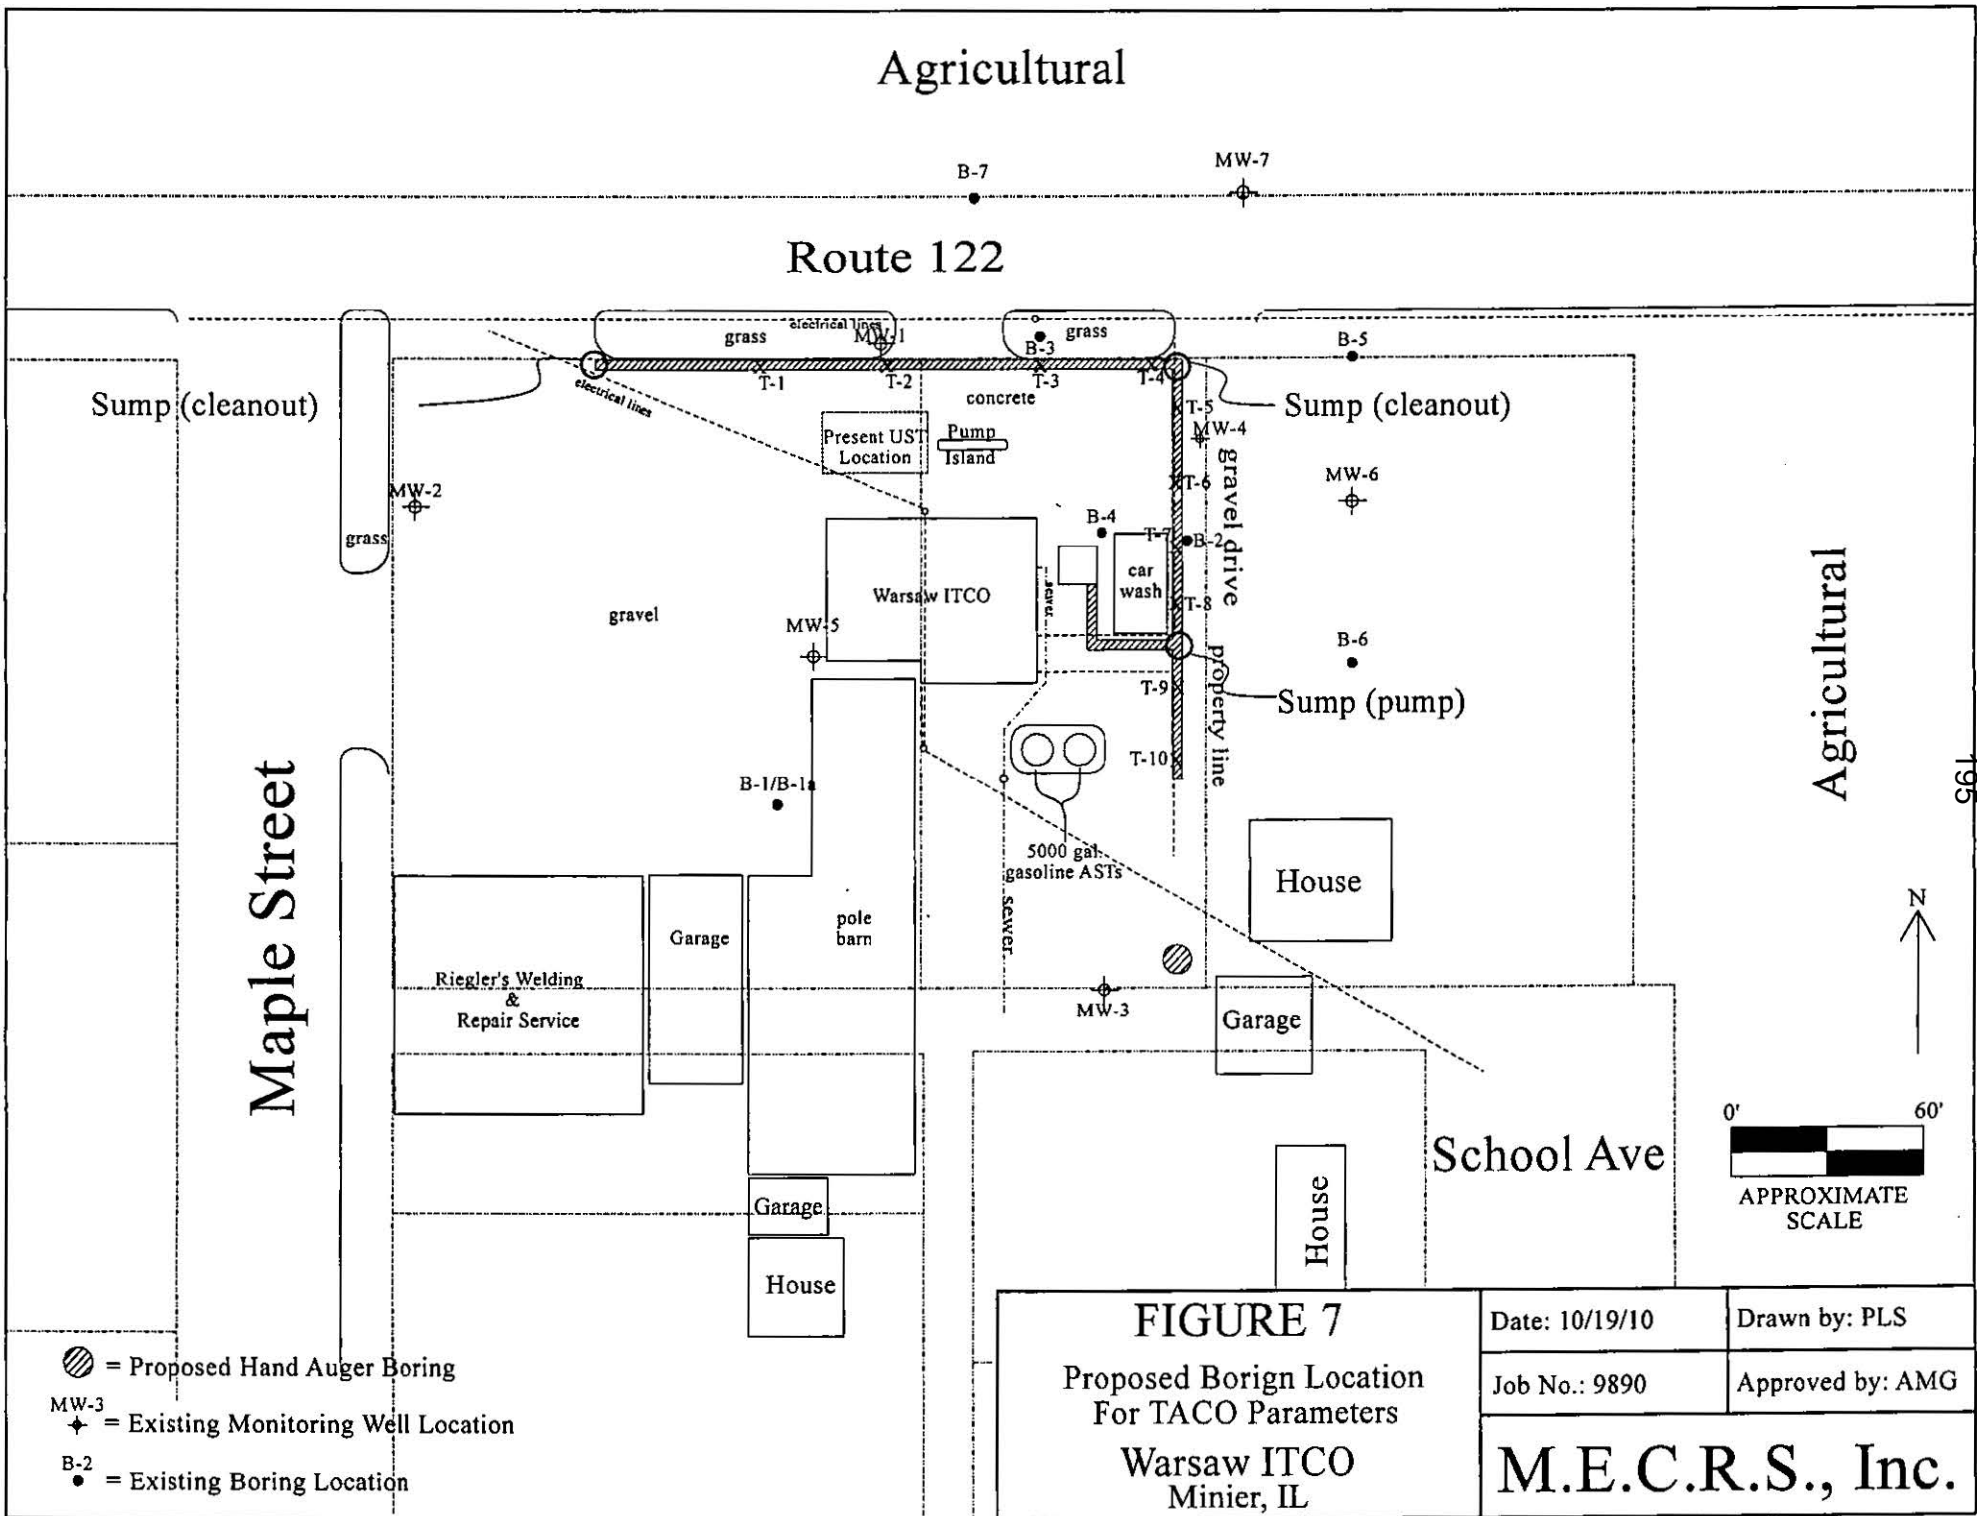 Agricultural
B-7
MW-7
Route 122
grass
electrical lines
MW-1
B-3
grass
B-5
Sump (cleanout)
electrical lines
T-1
T-2
T-3
T-4
Sump (cleanout)
concrete
T-5
MW-4
Present UST
Location
Pump
Island
MW-2
T-6
MW-6
grass
B-4
T-7
B-2
gravel drive
car
wash
sewer
Warsaw ITCO
T-8
gravel
MW-5
B-6
T-9
property line
Sump (pump)
T-10
Agricultural
195
B-1/B-1a
5000 gal.
gasoline ASTs
Maple Street
House
sewer
pole
barn
Garage
Riegler's Welding
&
Repair Service
MW-3
Garage
N
0'
60'
APPROXIMATE
SCALE
School Ave
House
Garage
House
= Proposed Hand Auger Boring
MW-3
= Existing Monitoring Well Location
B-2
= Existing Boring Location
FIGURE 7
Proposed Borign Location
For TACO Parameters
Warsaw ITCO
Minier, IL
Date: 10/19/10
Drawn by: PLS
Job No.: 9890
Approved by: AMG
M.E.C.R.S., Inc.